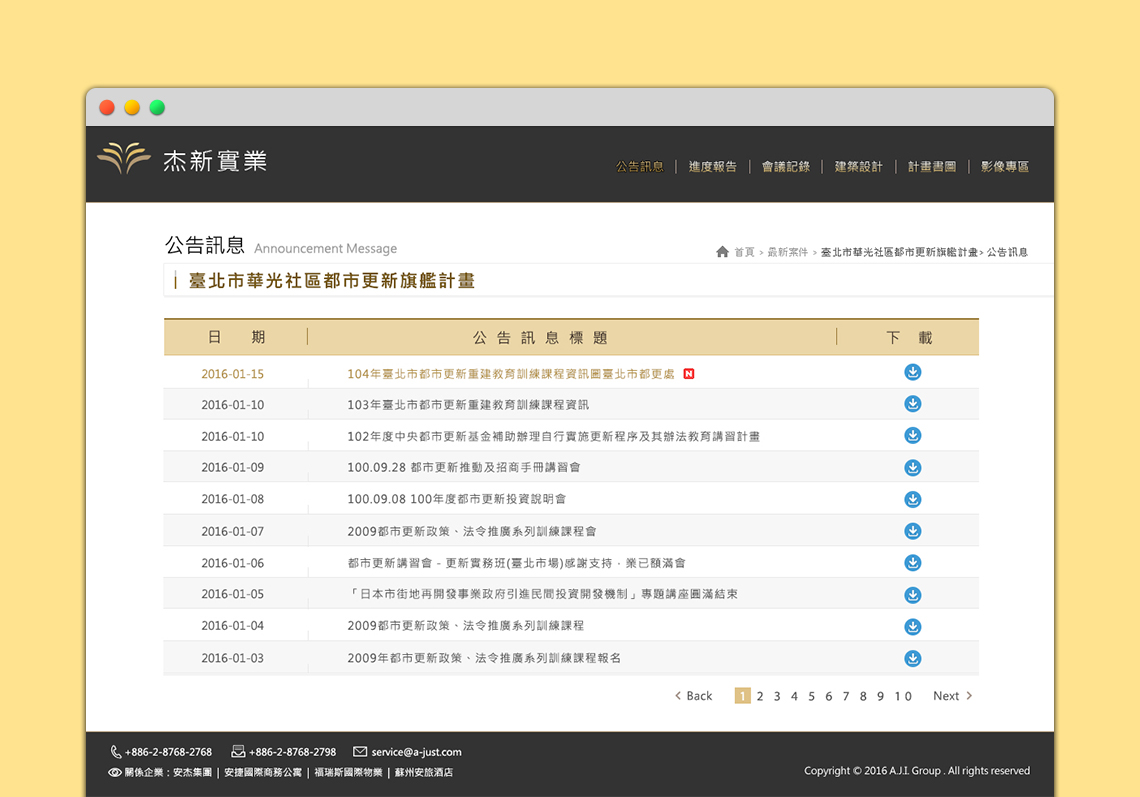 杰新實業
公告訊息 | 進度報告 | 會議記錄 | 建築設計 | 計畫書圖 | 影像專區
公告訊息 Announcement Message
首頁 > 最新案件 > 臺北市華光社區都市更新旗艦計畫> 公告訊息
臺北市華光社區都市更新旗艦計畫
日 期 公告訊息標題 下 載
2016-01-15 104年臺北市都市更新重建教育訓練課程資訊圖臺北市都更處 N
2016-01-10 103年臺北市都市更新重建教育訓練課程資訊
2016-01-10 102年度中央都市更新基金補助辦理自行實施更新程序及其辦法教育講習計畫
2016-01-09 100.09.28 都市更新推動及招商手冊講習會
2016-01-08 100.09.08 100年度都市更新投資說明會
2016-01-07 2009都市更新政策、法令推廣系列訓練課程會
2016-01-06 都市更新講習會－更新實務班(臺北市場)感謝支持，業已額滿會
2016-01-05 「日本市街地再開發事業政府引進民間投資開發機制」專題講座圓滿結束
2016-01-04 2009都市更新政策、法令推廣系列訓練課程
2016-01-03 2009年都市更新政策、法令推廣系列訓練課程報名
< Back 1 2 3 4 5 6 7 8 9 10 Next >
+886-2-8768-2768 +886-2-8768-2798 service@a-just.com
關係企業：安杰集團 | 安捷國際商務公寓 | 福瑞斯國際物業 | 蘇州安旅酒店
Copyright © 2016 A.J.I. Group . All rights reserved